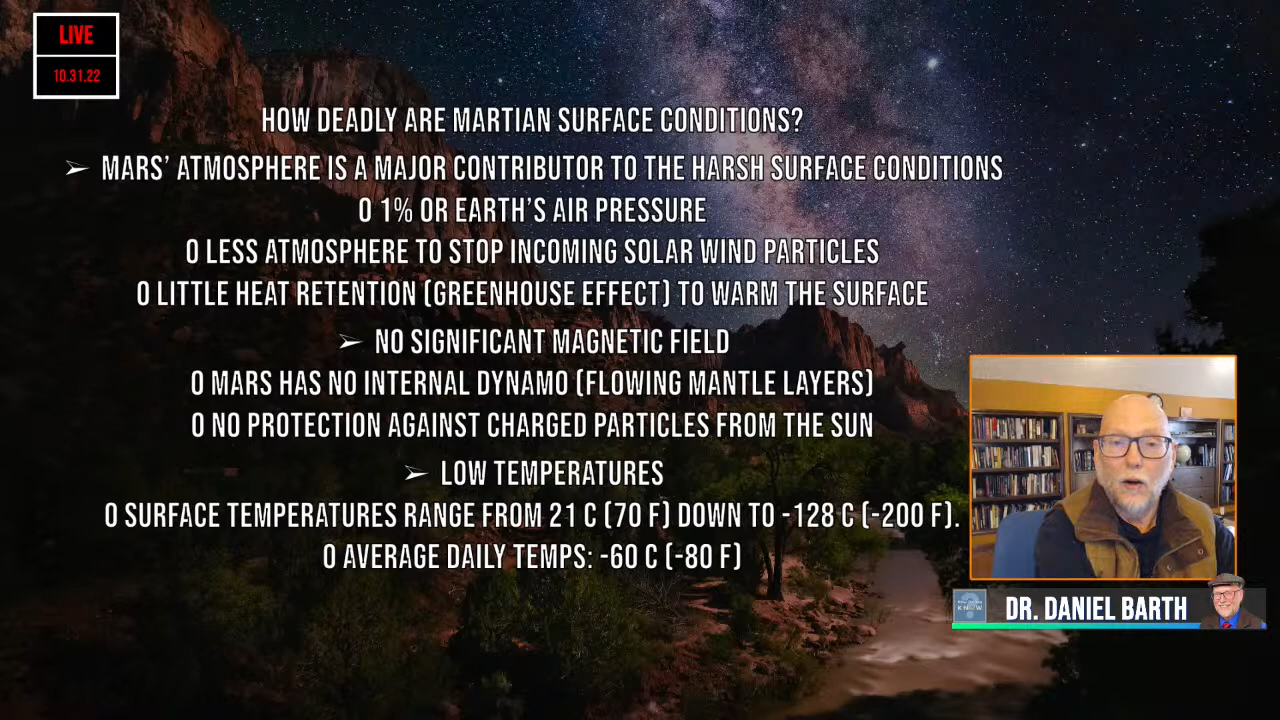 LIVE
10.31.22
HOW DEADLY ARE MARTIAN SURFACE CONDITIONS?
➢ MARS' ATMOSPHERE IS A MAJOR CONTRIBUTOR TO THE HARSH SURFACE CONDITIONS
O 1% OR EARTH'S AIR PRESSURE
O LESS ATMOSPHERE TO STOP INCOMING SOLAR WIND PARTICLES
O LITTLE HEAT RETENTION (GREENHOUSE EFFECT) TO WARM THE SURFACE
➢ NO SIGNIFICANT MAGNETIC FIELD
O MARS HAS NO INTERNAL DYNAMO (FLOWING MANTLE LAYERS)
O NO PROTECTION AGAINST CHARGED PARTICLES FROM THE SUN
➢ LOW TEMPERATURES
O SURFACE TEMPERATURES RANGE FROM 21 C (70 F) DOWN TO -128 C (-200 F).
O AVERAGE DAILY TEMPS: -60 C (-80 F)
DR. DANIEL BARTH